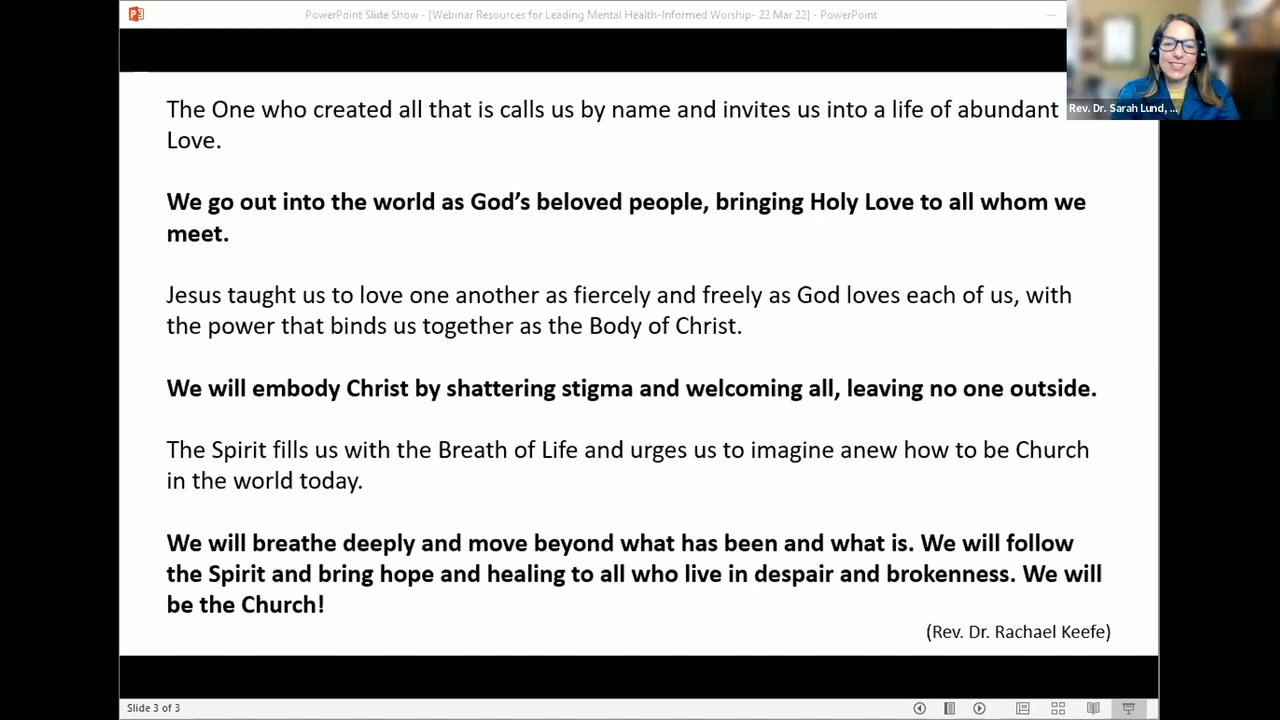 PowerPoint Slide Show - [Webinar Resources for Leading Mental Health-Informed Worship- 22 Mar 22] - PowerPoint
Rev. Dr. Sarah Lund, ...
The One who created all that is calls us by name and invites us into a life of abundant
Love.
We go out into the world as God’s beloved people, bringing Holy Love to all whom we
meet.
Jesus taught us to love one another as fiercely and freely as God loves each of us, with
the power that binds us together as the Body of Christ.
We will embody Christ by shattering stigma and welcoming all, leaving no one outside.
The Spirit fills us with the Breath of Life and urges us to imagine anew how to be Church
in the world today.
We will breathe deeply and move beyond what has been and what is. We will follow
the Spirit and bring hope and healing to all who live in despair and brokenness. We will
be the Church!
(Rev. Dr. Rachael Keefe)
Slide 3 of 3